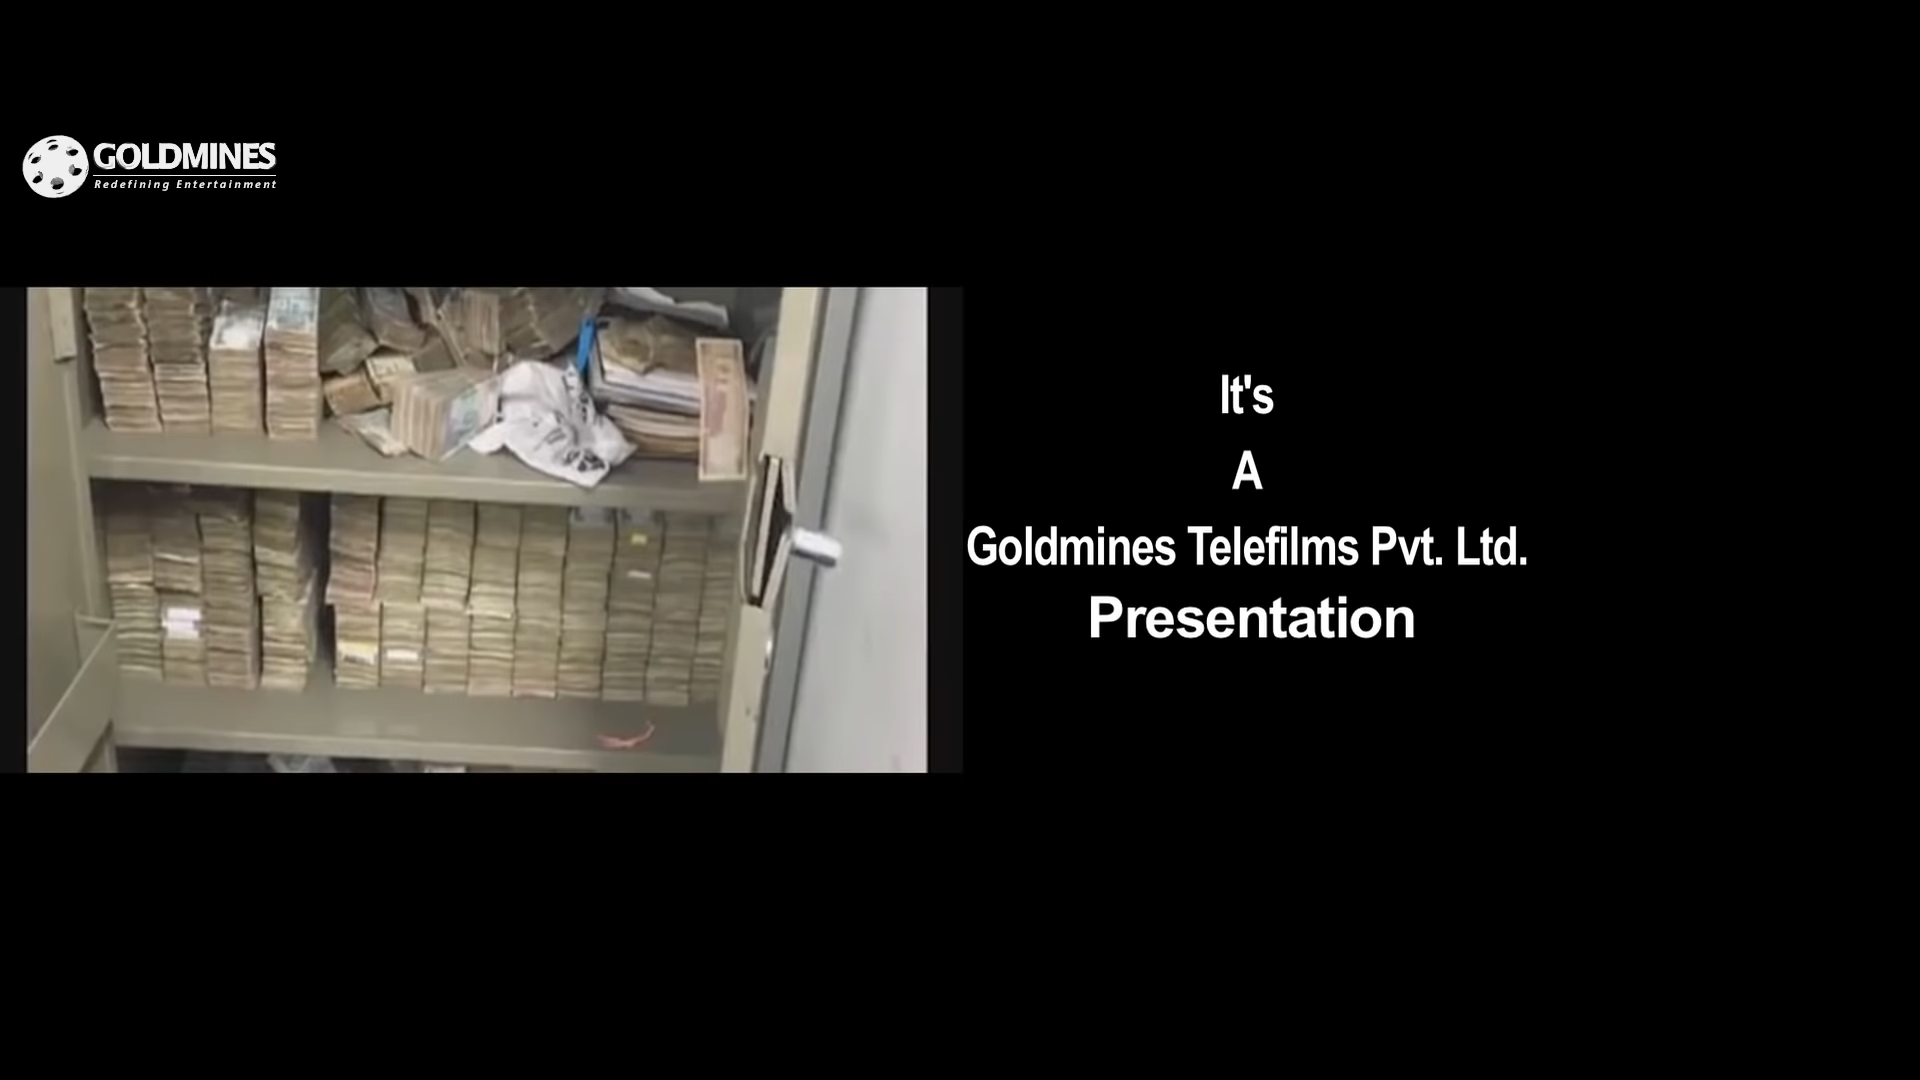 GOLDMINES
Redefining Entertainment
It's
A
Goldmines Telefilms Pvt. Ltd.
Presentation